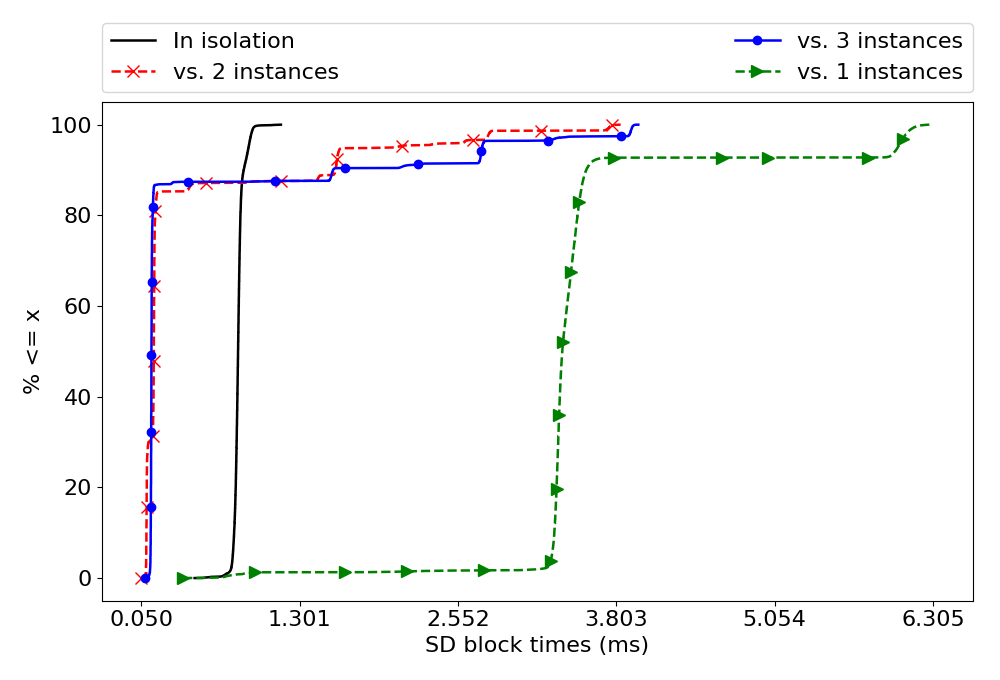 In isolation
vs. 2 instances
vs. 3 instances
vs. 1 instances
100
80
60
40
20
0
% <= x
0.050 1.301 2.552 3.803 5.054 6.305
SD block times (ms)